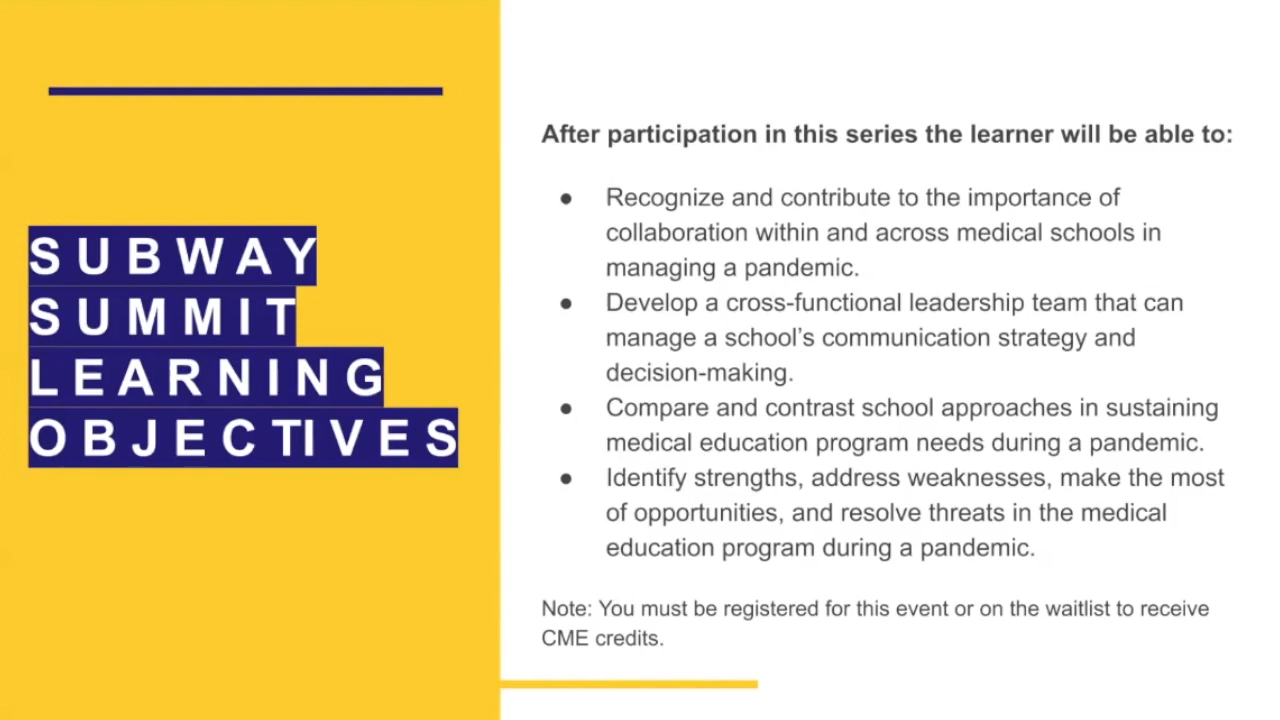 SUBWAY
SUMMIT
LEARNING
OBJECTIVES
After participation in this series the learner will be able to:
● Recognize and contribute to the importance of
collaboration within and across medical schools in
managing a pandemic.
● Develop a cross-functional leadership team that can
manage a school’s communication strategy and
decision-making.
● Compare and contrast school approaches in sustaining
medical education program needs during a pandemic.
● Identify strengths, address weaknesses, make the most
of opportunities, and resolve threats in the medical
education program during a pandemic.
Note: You must be registered for this event or on the waitlist to receive
CME credits.